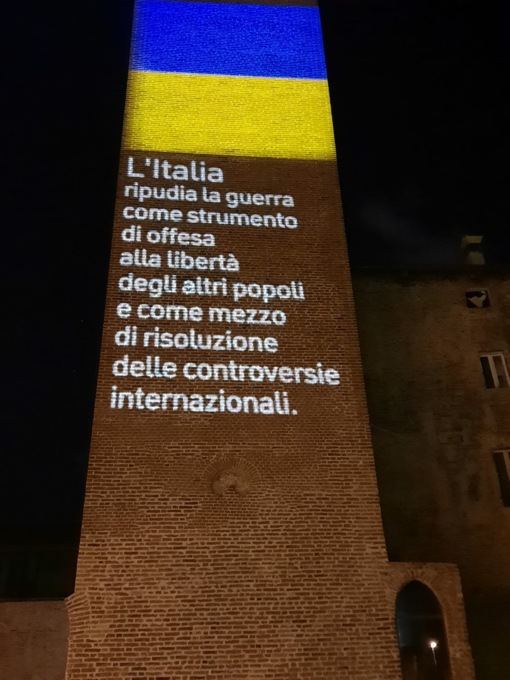 L'Italia
ripudia la guerra
come strumento
di offesa
alla libertà
degli altri popoli
e come mezzo
di risoluzione
delle controversie
internazionali.